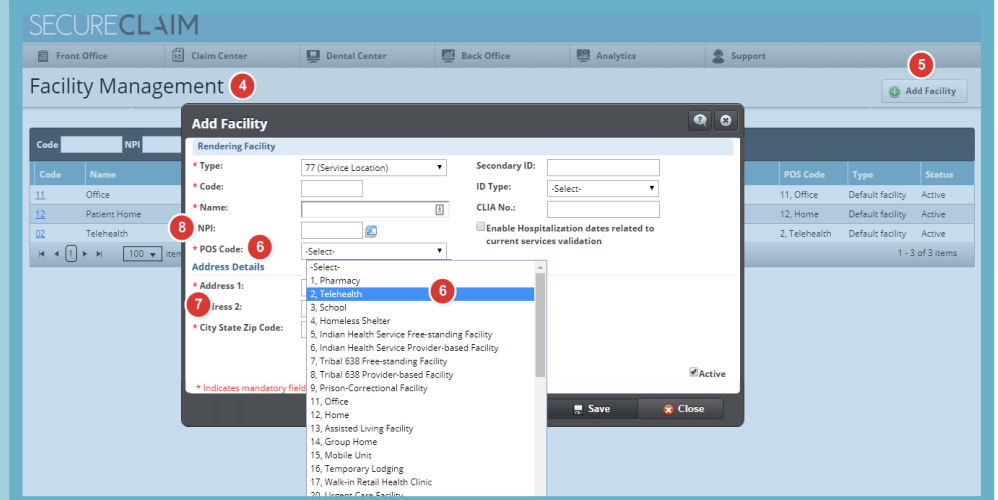 SECURECLAIM
Front Office Claim Center Dental Center Back Office Analytics Support
5
Facility Management 4
Add Facility
Add Facility
Code NPI
Rendering Facility
* Type: 77 (Service Location) Secondary ID:
Code Name POS Code Type Status
* Code: ID Type: -Select-
11 Office 11, Office Default facility Active
* Name: CLIA No.:
12 Patient Home 12, Home Default facility Active
8 NPI: Enable Hospitalization dates related to
current services validation
02 Telehealth 2, Telehealth Default facility Active
* POS Code: 6 -Select-
1 100 1 - 3 of 3 items
Address Details
-Select-
1, Pharmacy
* Address 1:
2, Telehealth 6
7
3, School
4, Homeless Shelter
* City State Zip Code:
5, Indian Health Service Free-standing Facility
6, Indian Health Service Provider-based Facility
7, Tribal 638 Free-standing Facility
8, Tribal 638 Provider-based Facility
Active
* Indicates mandatory
9, Prison-Correctional Facility
11, Office
Save Close
12, Home
13, Assisted Living Facility
14, Group Home
15, Mobile Unit
16, Temporary Lodging
17, Walk-in Retail Health Clinic
20, Urgent Care Facility